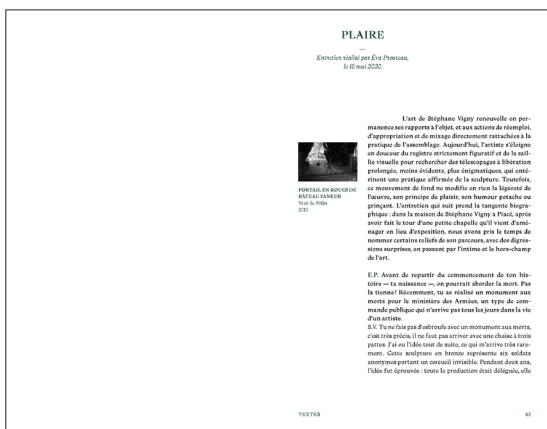 PLAIRE
—
Entretien réalisé par Éva Prouteau,
le 15 mai 2020
L'art de Stéphane Vigny renouvelle en per-
manence ses rapports à l'objet, et aux actions de réemploi,
d'appropriation et de mixage directement rattachées à la
pratique de l'assemblage. Aujourd'hui, l'artiste s'éloigne
en douceur du registre strictement figuratif et de la sail-
lie visuelle pour rechercher des télescopages à libération
prolongée, moins évidents, plus énigmatiques, qui enté-
rinent une pratique affirmée de la sculpture. Toutefois,
ce mouvement de fond ne modifie en rien la légèreté de
l'œuvre, son principe de plaisir, son humour potache ou
grinçant. L'entretien qui suit prend la tangente biogra-
phique : dans la maison de Stéphane Vigny à Piacé, après
avoir fait le tour d'une petite chapelle qu'il vient d'amé-
nager en lieu d'exposition, nous avons pris le temps de
nommer certains reliefs de son parcours, avec des digres-
sions surprises, en passant par l'intime et le hors-champ
de l'art.
PORTAIL EN ROUES DE
RÂTEAU FANEUR
Yvré-le-Pôlin
2010
E.P. Avant de repartir du commencement de ton his-
toire — ta naissance —, on pourrait aborder la mort. Pas
la tienne ! Récemment, tu as réalisé un monument aux
morts pour le ministère des Armées, un type de com-
mande publique qui n'arrive pas tous les jours dans la vie
d'un artiste.
S.V. Tu ne fais pas d'esbroufe avec un monument aux morts,
c'est très précis, il ne faut pas arriver avec une chaise à trois
pattes. J'ai eu l'idée tout de suite, ce qui m'arrive très rare-
ment. Cette sculpture en bronze représente six soldats
anonymes portant un cercueil invisible. Pendant deux ans,
l'idée fut éprouvée : toute la production était déléguée, elle
TEXTES